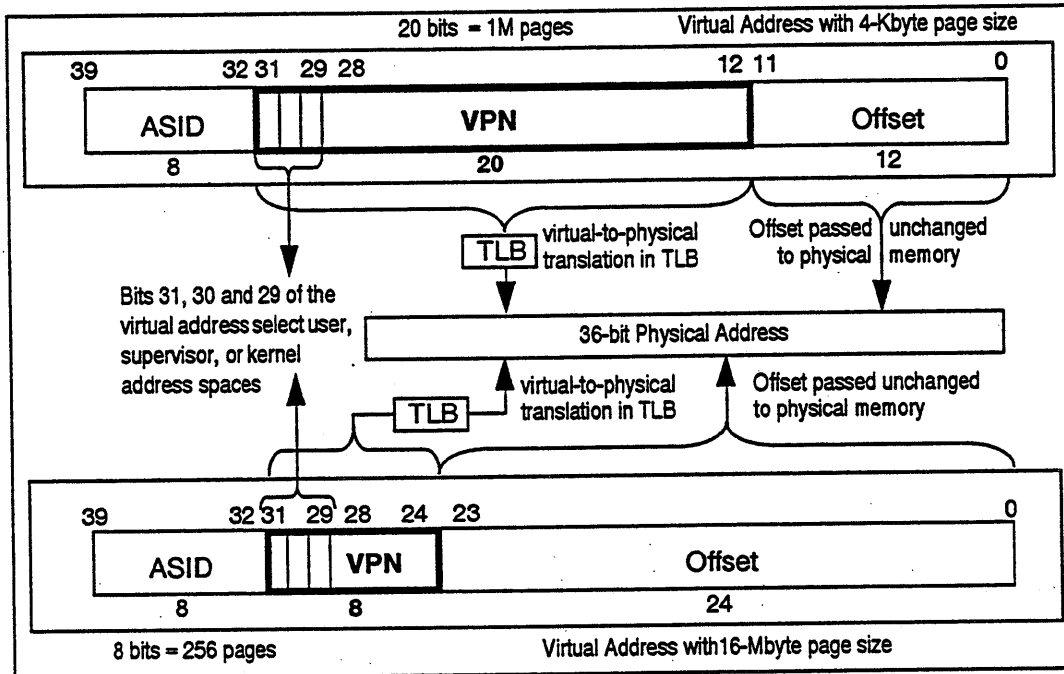 20 bits = 1M pages Virtual Address with 4-Kbyte page size
39 32 31 29 28 12 11 0
ASID VPN Offset
8 20 12
TLB
virtual-to-physical
translation in TLB
Offset passed unchanged
to physical memory
Bits 31, 30 and 29 of the
virtual address select user,
supervisor, or kernel
address spaces
36-bit Physical Address
TLB
virtual-to-physical
translation in TLB
Offset passed unchanged
to physical memory
39 32 31 29 28 24 23 0
ASID VPN Offset
8 8 24
8 bits = 256 pages Virtual Address with16-Mbyte page size